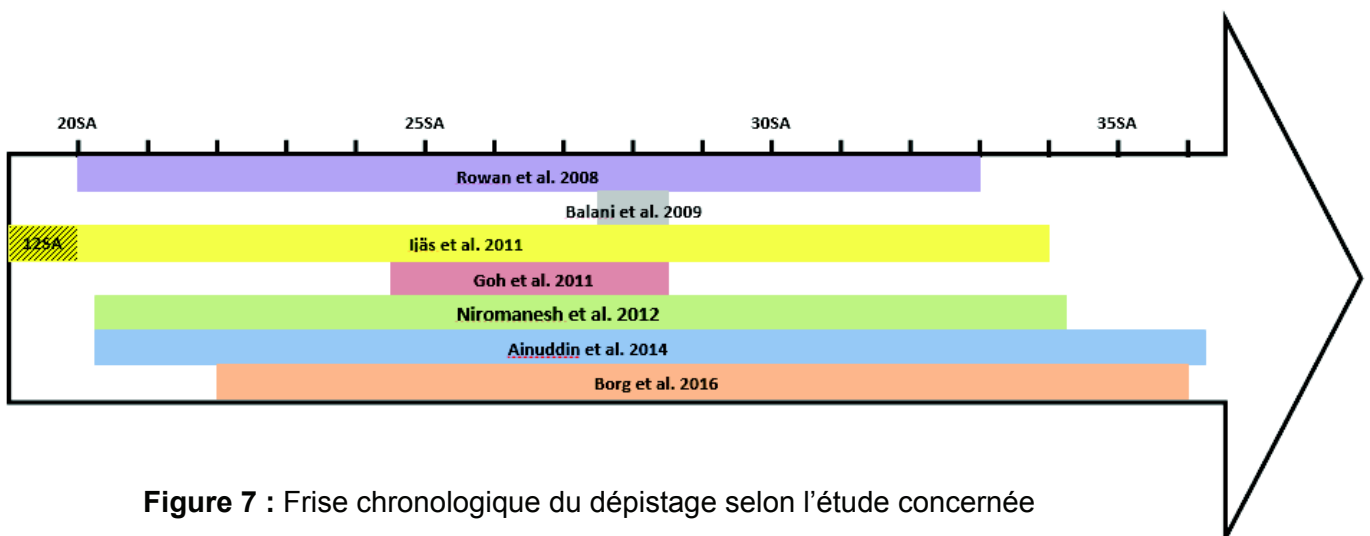 20SA 25SA 30SA 35SA
Rowan et al. 2008
Balani et al. 2009
12SA Ijäs et al. 2011
Goh et al. 2011
Niromanesh et al. 2012
Ainuddin et al. 2014
Borg et al. 2016
Figure 7 : Frise chronologique du dépistage selon l’étude concernée